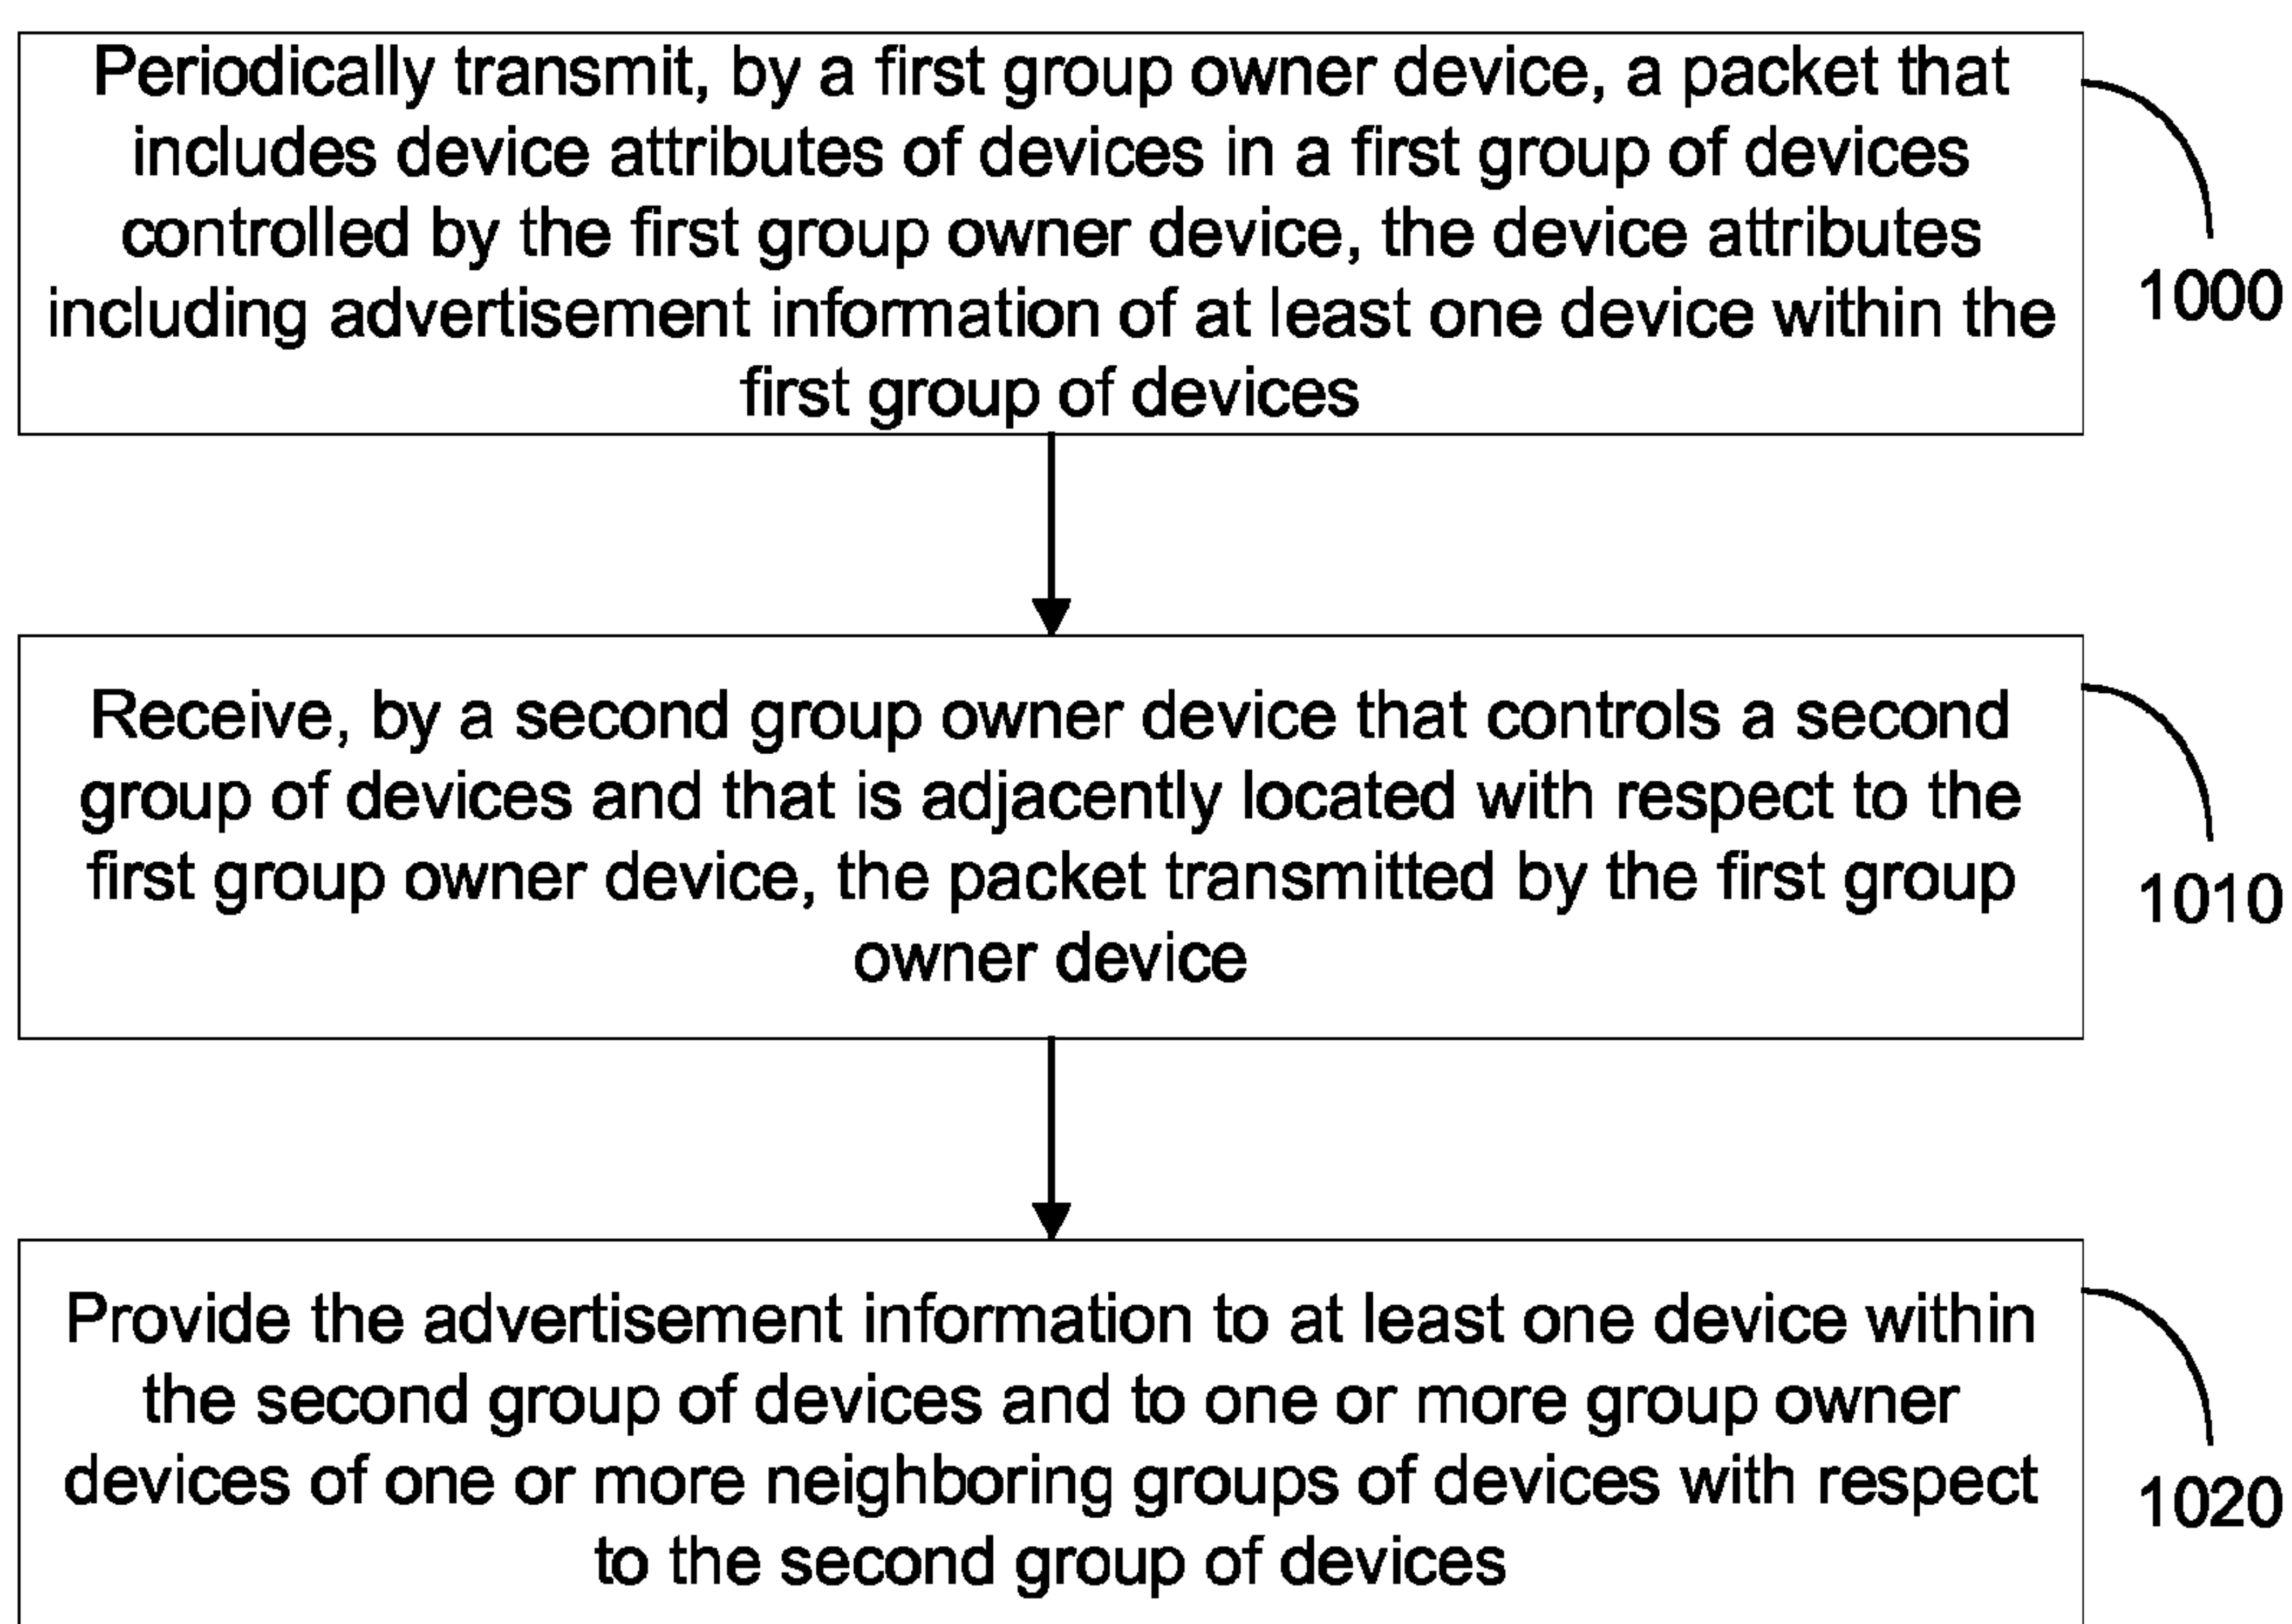 Periodically transmit, by a first group owner device, a packet that
includes device attributes of devices in a first group of devices
controlled by the first group owner device, the device attributes
including advertisement information of at least one device within the
first group of devices
1000
Receive, by a second group owner device that controls a second
group of devices and that is adjacently located with respect to the
first group owner device, the packet transmitted by the first group
owner device
1010
Provide the advertisement information to at least one device within
the second group of devices and to one or more group owner
devices of one or more neighboring groups of devices with respect
to the second group of devices
1020